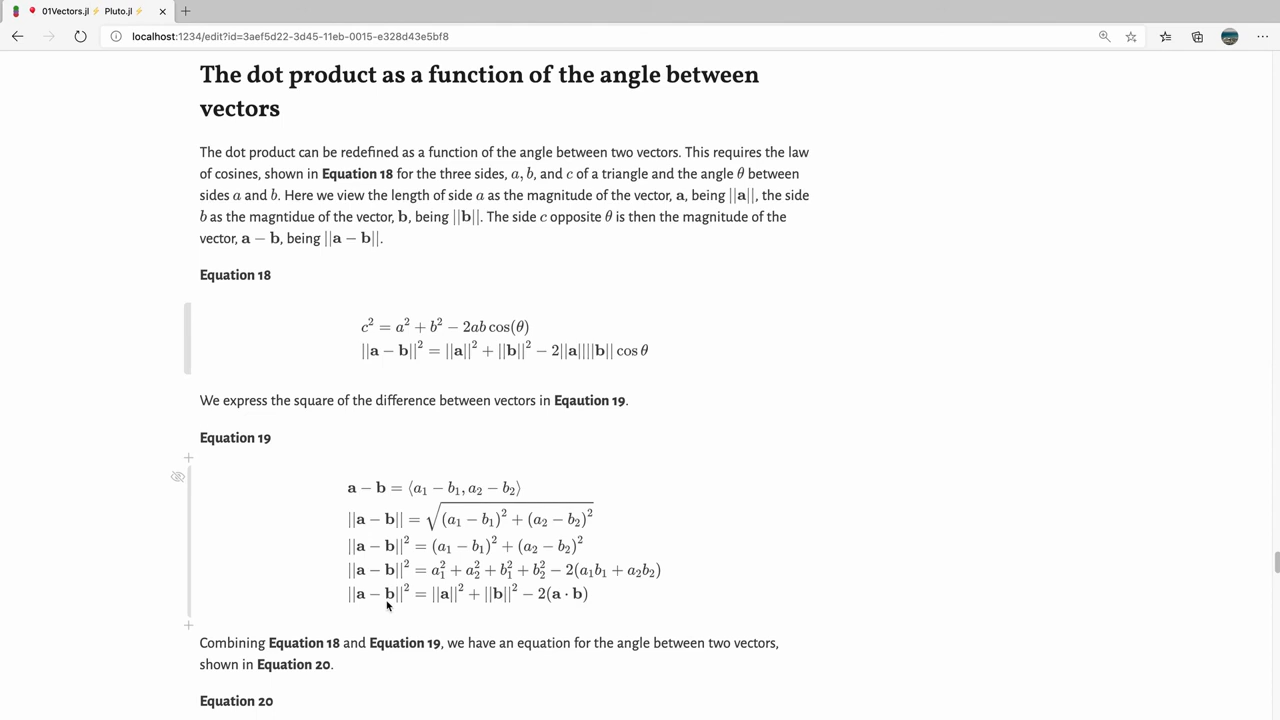 01Vectors.jl⚡ Pluto.jl⚡
localhost:1234/edit?id=3aef5d22-3d45-11eb-0015-e328d43e5bf8
The dot product as a function of the angle between
vectors
The dot product can be redefined as a function of the angle between two vectors. This requires the law
of cosines, shown in Equation 18 for the three sides, a, b, and c of a triangle and the angle θ between
sides a and b. Here we view the length of side a as the magnitude of the vector, a, being ||a||, the side
b as the magntidue of the vector, b, being ||b||. The side c opposite θ is then the magnitude of the
vector, a − b, being ||a − b||.
Equation 18
c² = a² + b² − 2ab cos(θ)
||a − b||² = ||a||² + ||b||² − 2||a||||b|| cos θ
We express the square of the difference between vectors in Eqaution 19.
Equation 19
a − b = ⟨a₁ − b₁, a₂ − b₂⟩
||a − b|| = √((a₁ − b₁)² + (a₂ − b₂)²)
||a − b||² = (a₁ − b₁)² + (a₂ − b₂)²
||a − b||² = a₁² + a₂² + b₁² + b₂² − 2(a₁b₁ + a₂b₂)
||a − b||² = ||a||² + ||b||² − 2(a · b)
Combining Equation 18 and Equation 19, we have an equation for the angle between two vectors,
shown in Equation 20.
Equation 20